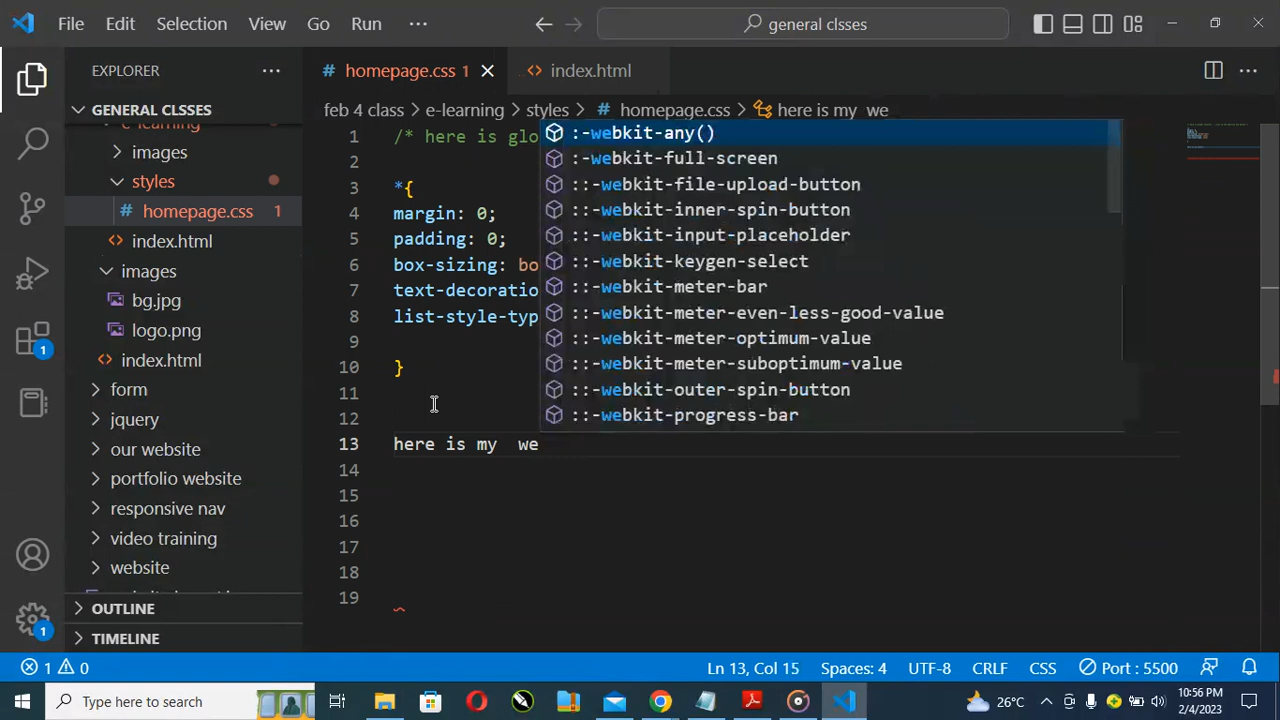 File Edit Selection View Go Run ··· general clsses
EXPLORER ··· # homepage.css 1 index.html ···
GENERAL CLSSES feb 4 class > e-learning > styles > # homepage.css > here is my we
e-learning
images
styles
# homepage.css 1
<> index.html
images
bg.jpg
logo.png
<> index.html
form
jquery
our website
portfolio website
responsive nav
video training
website
OUTLINE
TIMELINE
1 /* here is glo
2
3 *{
4 margin: 0;
5 padding: 0;
6 box-sizing: bo
7 text-decoratio
8 list-style-typ
9
10 }
11
12
13 here is my  we
14
15
16
17
18
19
:-webkit-any()
:-webkit-full-screen
::-webkit-file-upload-button
::-webkit-inner-spin-button
::-webkit-input-placeholder
::-webkit-keygen-select
::-webkit-meter-bar
::-webkit-meter-even-less-good-value
::-webkit-meter-optimum-value
::-webkit-meter-suboptimum-value
::-webkit-outer-spin-button
::-webkit-progress-bar
1
1
1 0 Ln 13, Col 15 Spaces: 4 UTF-8 CRLF CSS Port : 5500
Type here to search 26°C 10:56 PM
2/4/2023